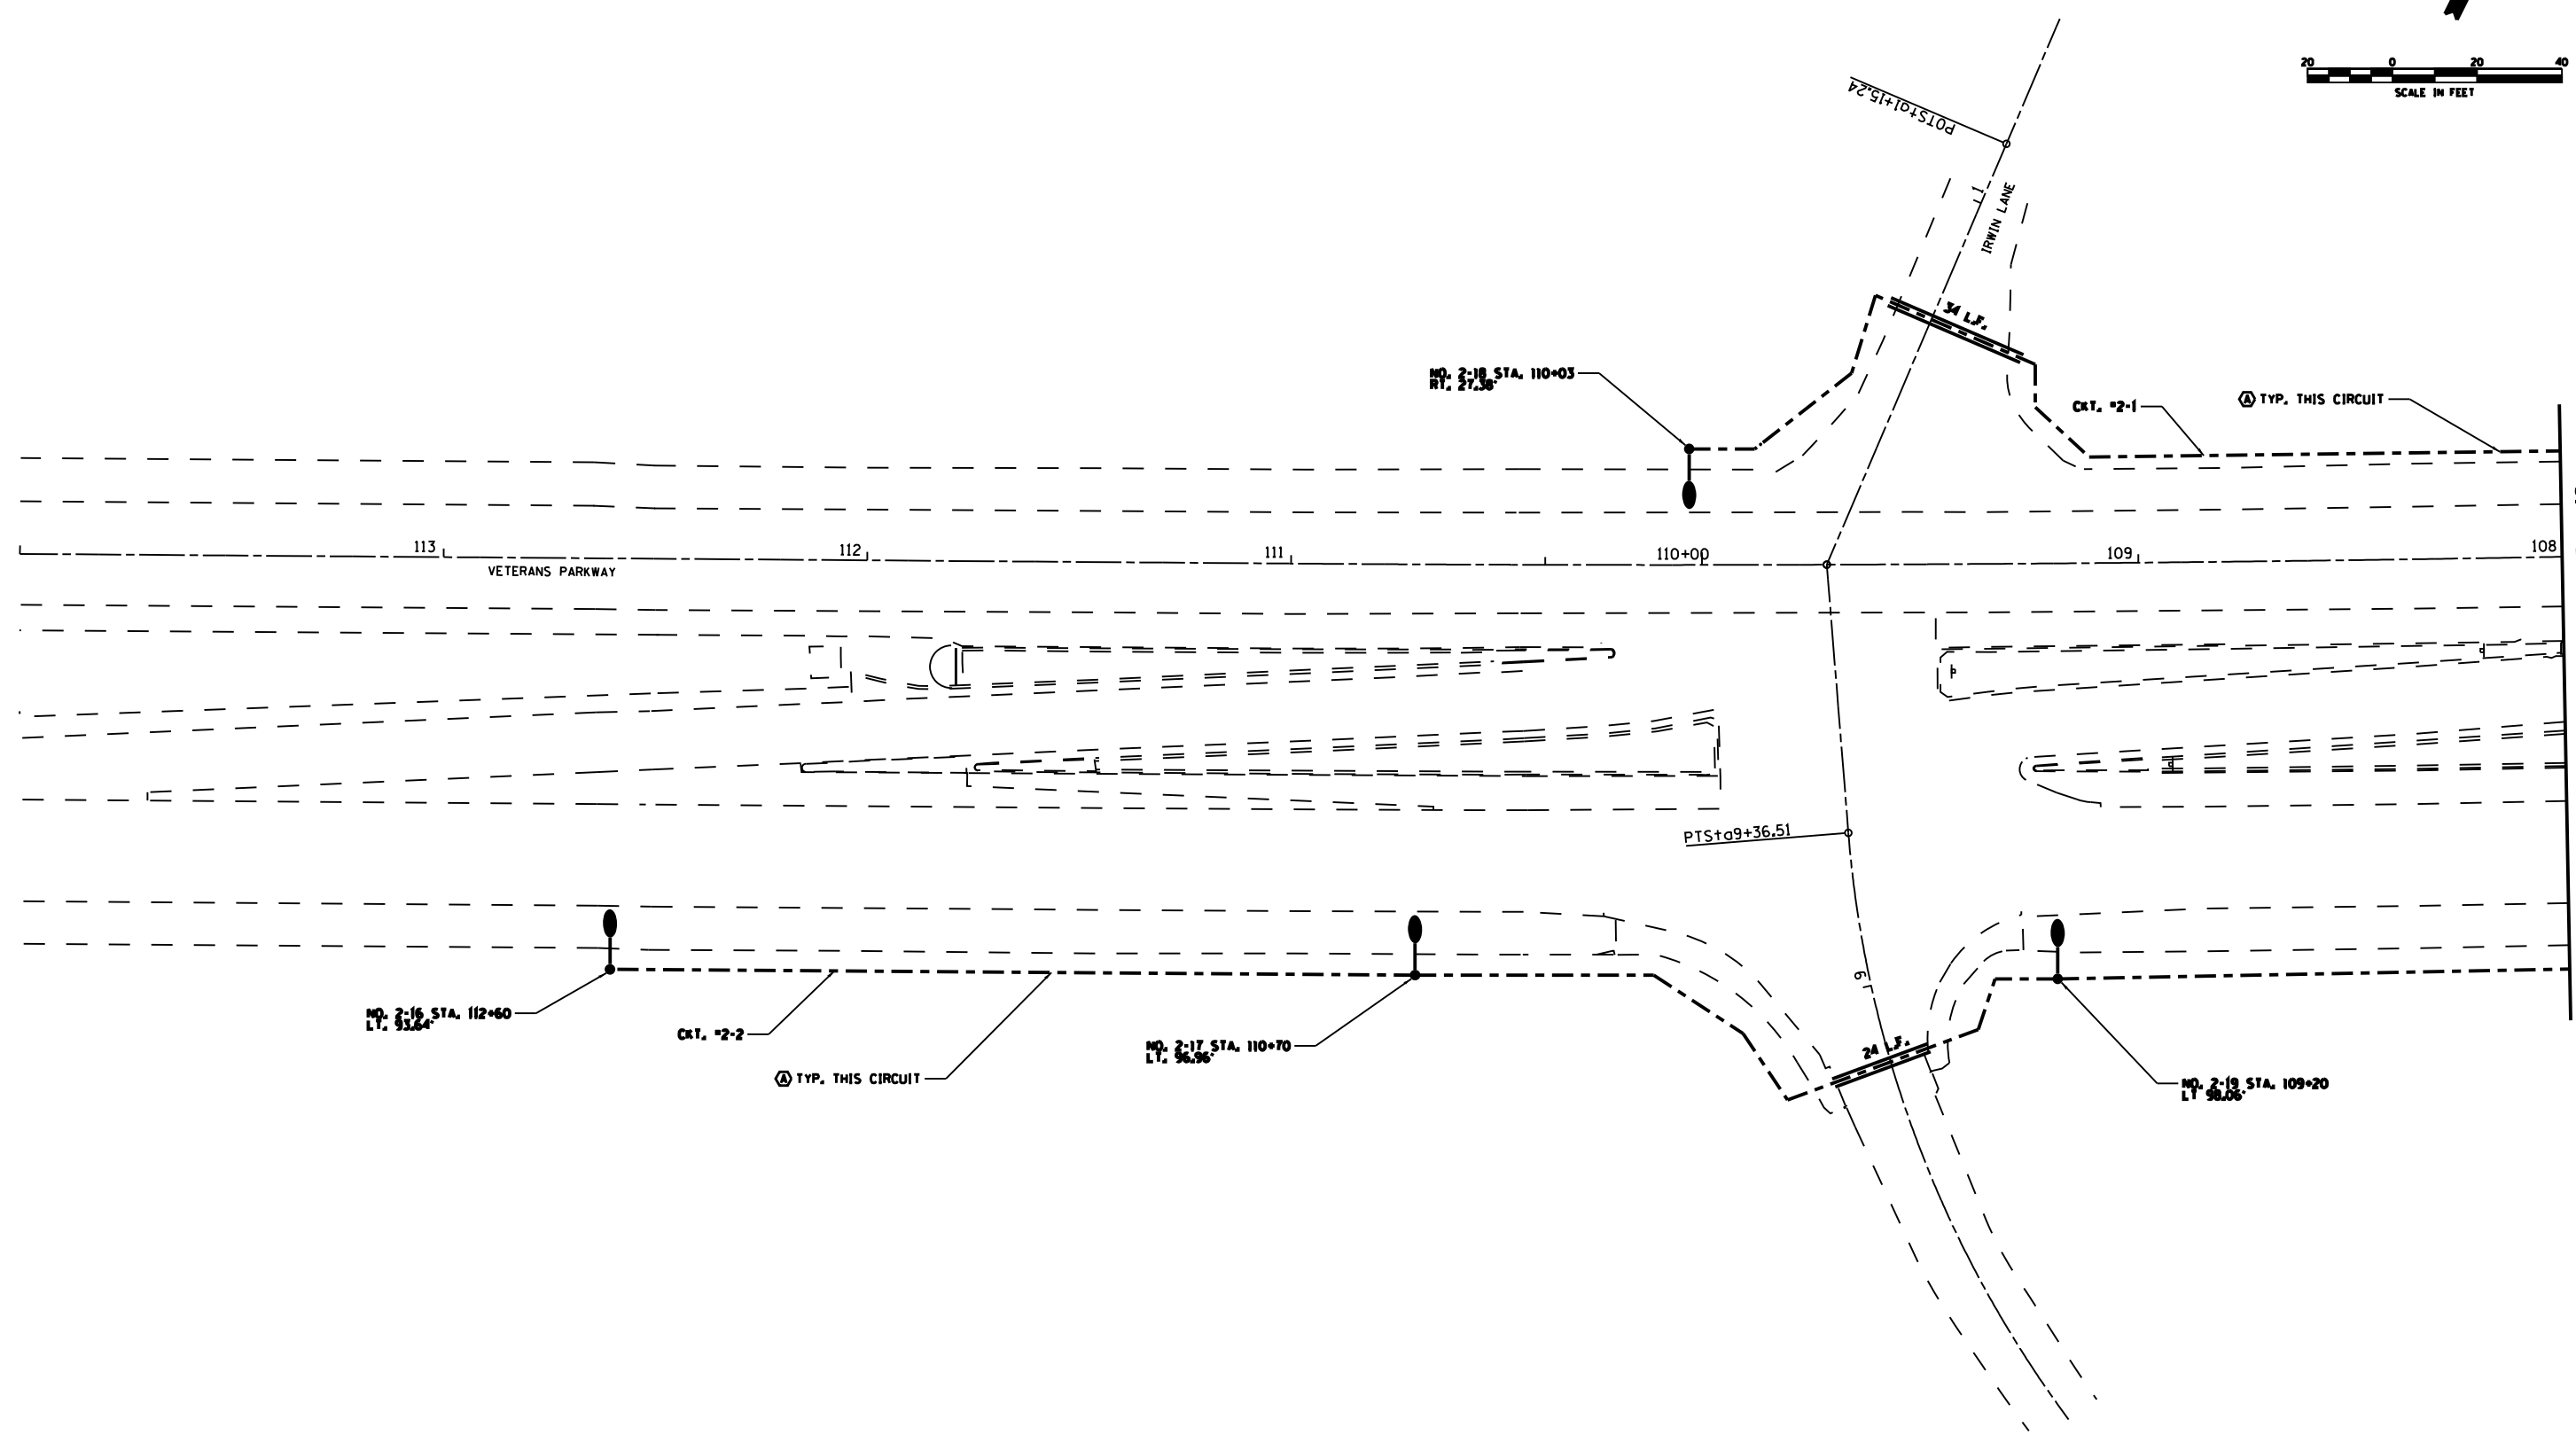 20 0 20 40
SCALE IN FEET
POTSta1+15.24
1
IRWIN LANE
34 L.F.
NO. 2-18 STA. 110+03
RT. 27.38'
CKT. #2-1
A TYP. THIS CIRCUIT
113
112
111
110+00
109
108
VETERANS PARKWAY
PTSta9+36.51
9
NO. 2-16 STA. 112+60
LT. 93.64'
CKT. #2-2
A TYP. THIS CIRCUIT
NO. 2-17 STA. 110+70
LT. 96.96'
24 L.F.
NO. 2-19 STA. 109+20
LT 98.06'